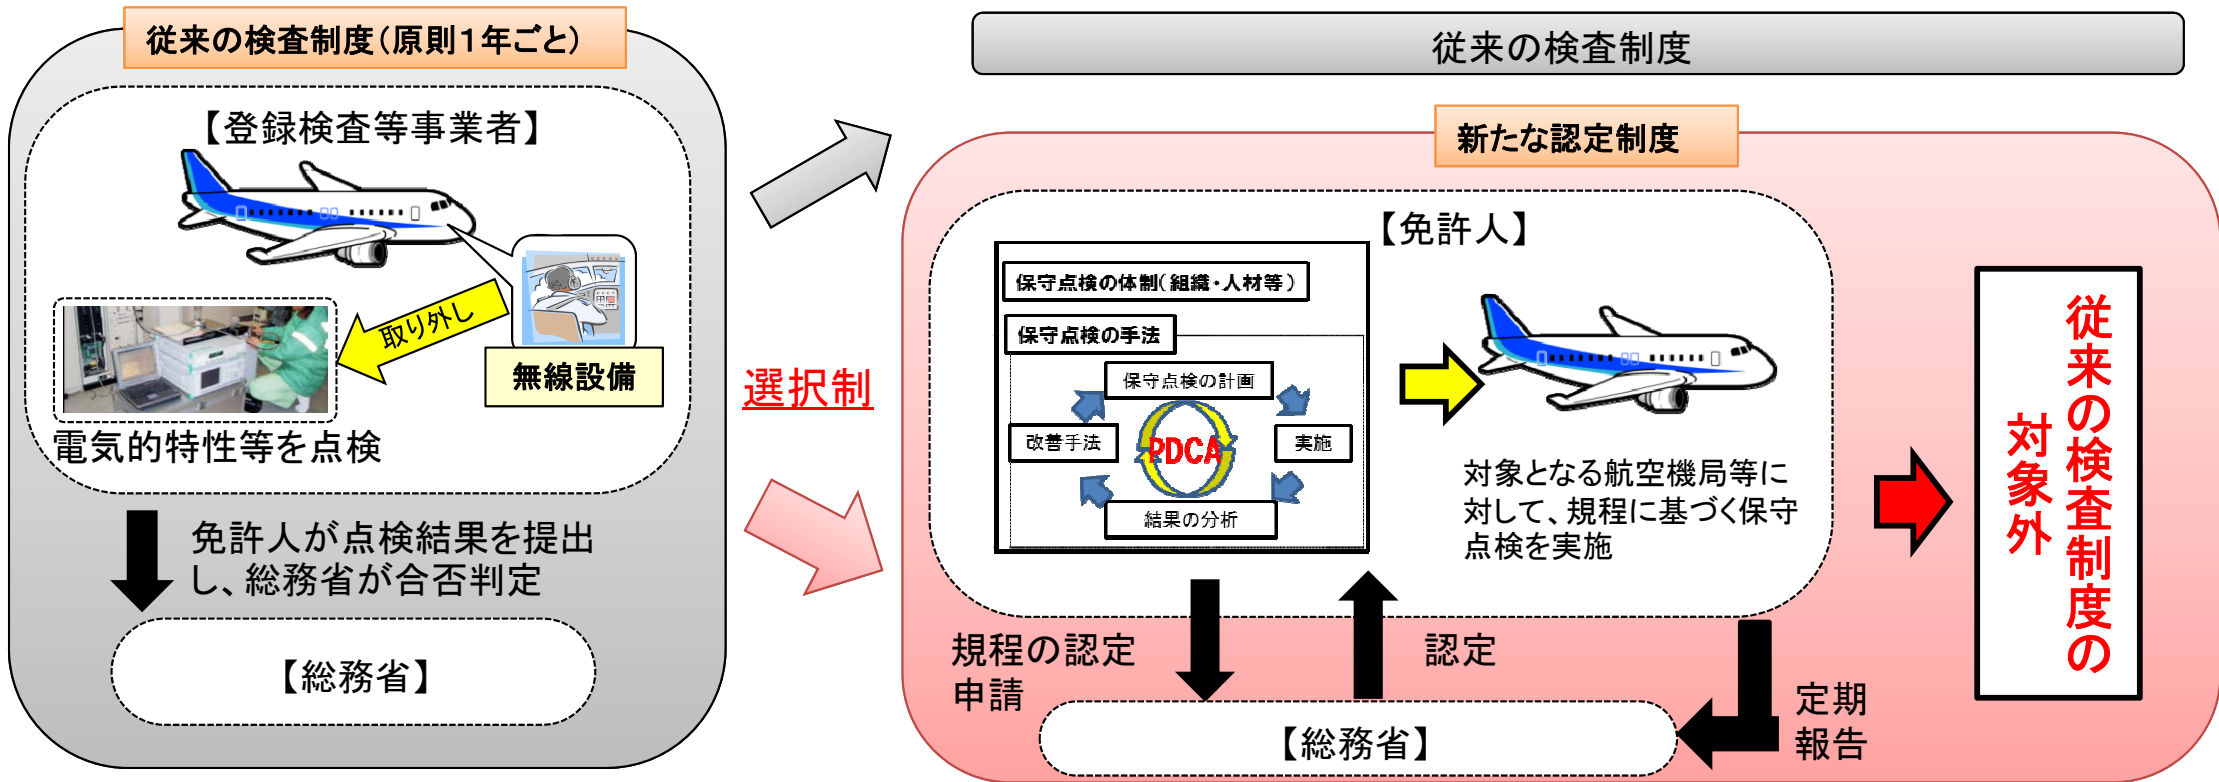 従来の検査制度(原則1年ごと)
【登録検査等事業者】
取り外し
無線設備
電気的特性等を点検
免許人が点検結果を提出
し、総務省が合否判定
【総務省】
選択制
従来の検査制度
新たな認定制度
【免許人】
保守点検の体制(組織・人材等)
保守点検の手法
保守点検の計画
改善手法
PDCA
実施
結果の分析
対象となる航空機局等に
対して、規程に基づく保守
点検を実施
規程の認定
申請
認定
定期
報告
【総務省】
従来の検査制度の
対象外